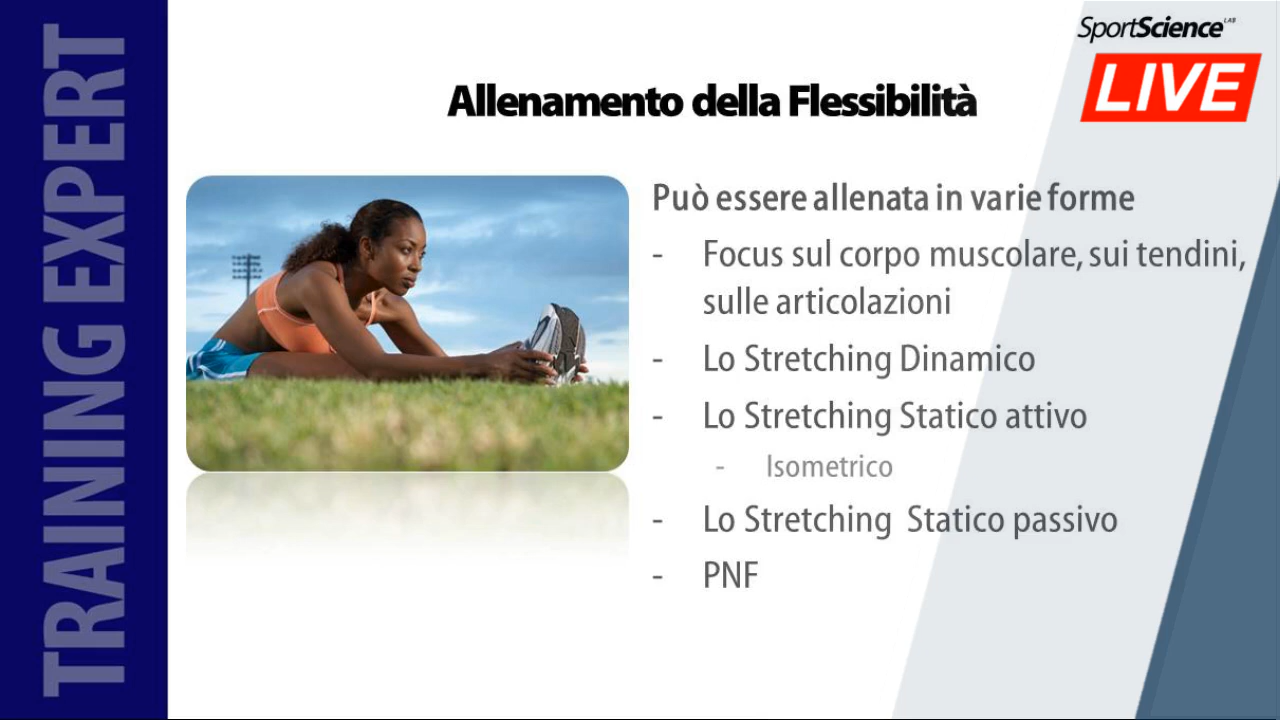 TRAINING EXPERT
SportScience LAB
LIVE
Allenamento della Flessibilità
Può essere allenata in varie forme
- Focus sul corpo muscolare, sui tendini,
sulle articolazioni
- Lo Stretching Dinamico
- Lo Stretching Statico attivo
- Isometrico
- Lo Stretching Statico passivo
- PNF